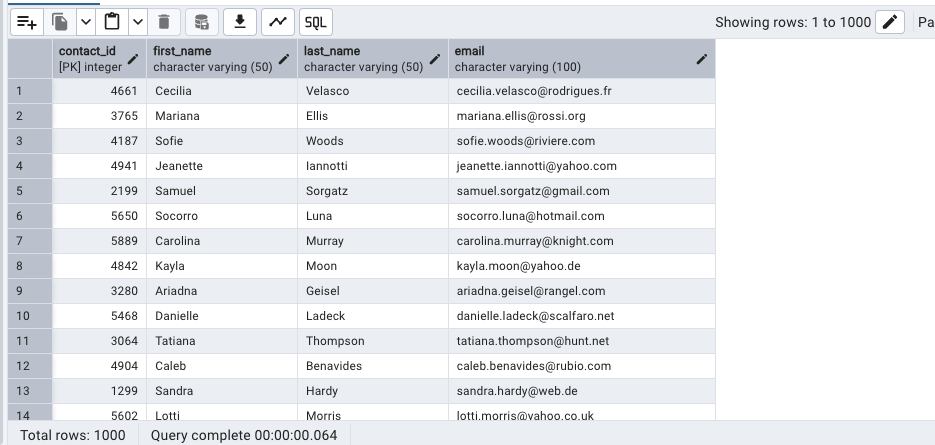 SQL Showing rows: 1 to 1000 Pa
contact_id first_name last_name email
[PK] integer character varying (50) character varying (50) character varying (100)
1 4661 Cecilia Velasco cecilia.velasco@rodrigues.fr
2 3765 Mariana Ellis mariana.ellis@rossi.org
3 4187 Sofie Woods sofie.woods@riviere.com
4 4941 Jeanette Iannotti jeanette.iannotti@yahoo.com
5 2199 Samuel Sorgatz samuel.sorgatz@gmail.com
6 5650 Socorro Luna socorro.luna@hotmail.com
7 5889 Carolina Murray carolina.murray@knight.com
8 4842 Kayla Moon kayla.moon@yahoo.de
9 3280 Ariadna Geisel ariadna.geisel@rangel.com
10 5468 Danielle Ladeck danielle.ladeck@scalfaro.net
11 3064 Tatiana Thompson tatiana.thompson@hunt.net
12 4904 Caleb Benavides caleb.benavides@rubio.com
13 1299 Sandra Hardy sandra.hardy@web.de
14 5602 Lotti Morris lotti.morris@yahoo.co.uk
Total rows: 1000 Query complete 00:00:00.064